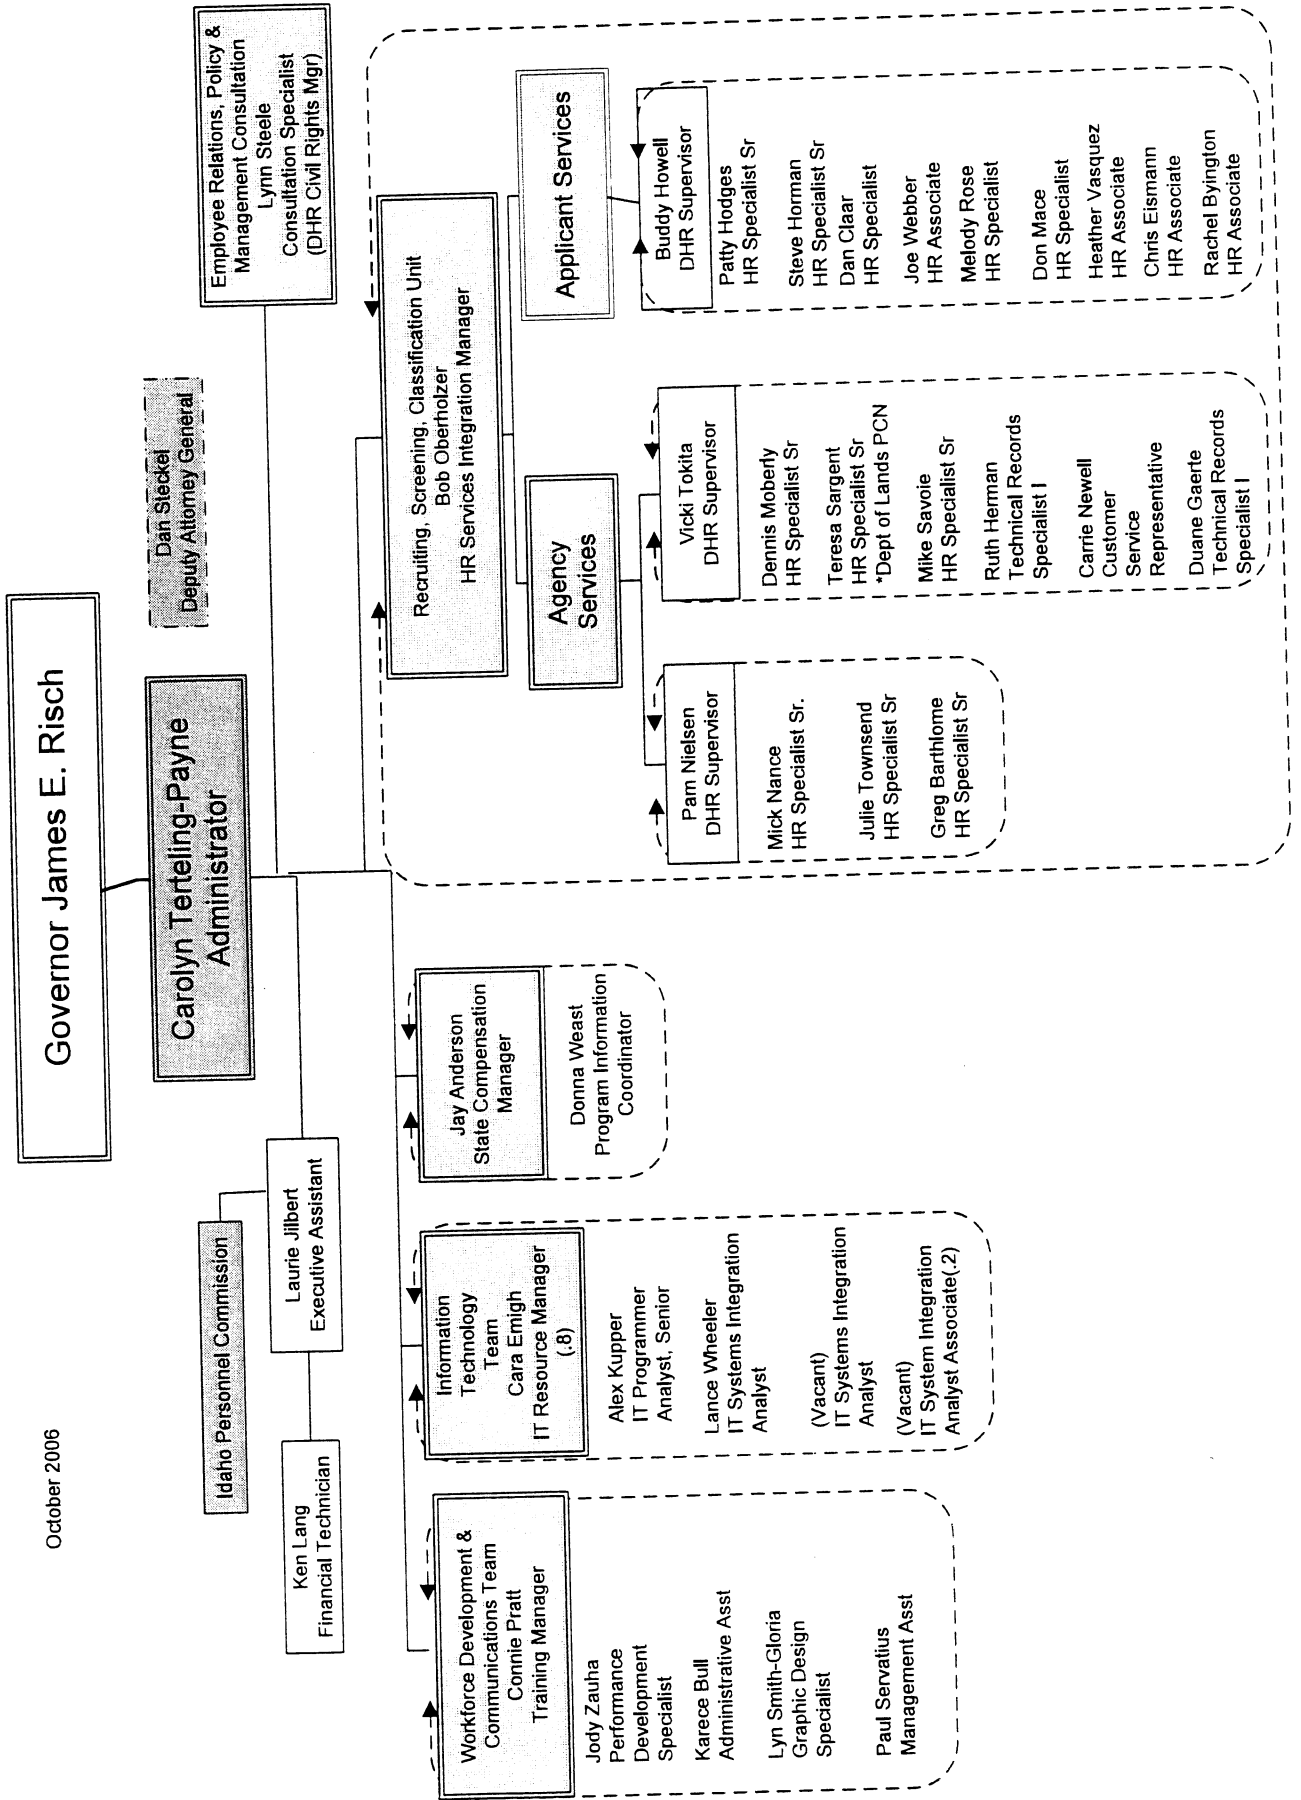 October 2006
Governor James E. Risch
Carolyn Terteling-Payne
Administrator
Dan Steckel
Deputy Attorney General
Idaho Personnel Commission
Laurie Jilbert
Executive Assistant
Ken Lang
Financial Technician
Employee Relations, Policy &
Management Consultation
Lynn Steele
Consultation Specialist
(DHR Civil Rights Mgr)
Workforce Development &
Communications Team
Connie Pratt
Training Manager
Jody Zauha
Performance
Development
Specialist
Karece Bull
Administrative Asst
Lyn Smith-Gloria
Graphic Design
Specialist
Paul Servatius
Management Asst
Information
Technology
Team
Cara Emigh
IT Resource Manager
(.8)
Alex Kupper
IT Programmer
Analyst, Senior
Lance Wheeler
IT Systems Integration
Analyst
(Vacant)
IT Systems Integration
Analyst
(Vacant)
IT System Integration
Analyst Associate(.2)
Jay Anderson
State Compensation
Manager
Donna Weast
Program Information
Coordinator
Recruiting, Screening, Classification Unit
Bob Oberholzer
HR Services Integration Manager
Agency
Services
Applicant Services
Pam Nielsen
DHR Supervisor
Mick Nance
HR Specialist Sr.
Julie Townsend
HR Specialist Sr
Greg Barthlome
HR Specialist Sr
Vicki Tokita
DHR Supervisor
Dennis Moberly
HR Specialist Sr
Teresa Sargent
HR Specialist Sr
*Dept of Lands PCN
Mike Savoie
HR Specialist Sr
Ruth Herman
Technical Records
Specialist I
Carrie Newell
Customer
Service
Representative
Duane Gaerte
Technical Records
Specialist I
Buddy Howell
DHR Supervisor
Patty Hodges
HR Specialist Sr
Steve Horman
HR Specialist Sr
Dan Claar
HR Specialist
Joe Webber
HR Associate
Melody Rose
HR Specialist
Don Mace
HR Specialist
Heather Vasquez
HR Associate
Chris Eismann
HR Associate
Rachel Byington
HR Associate